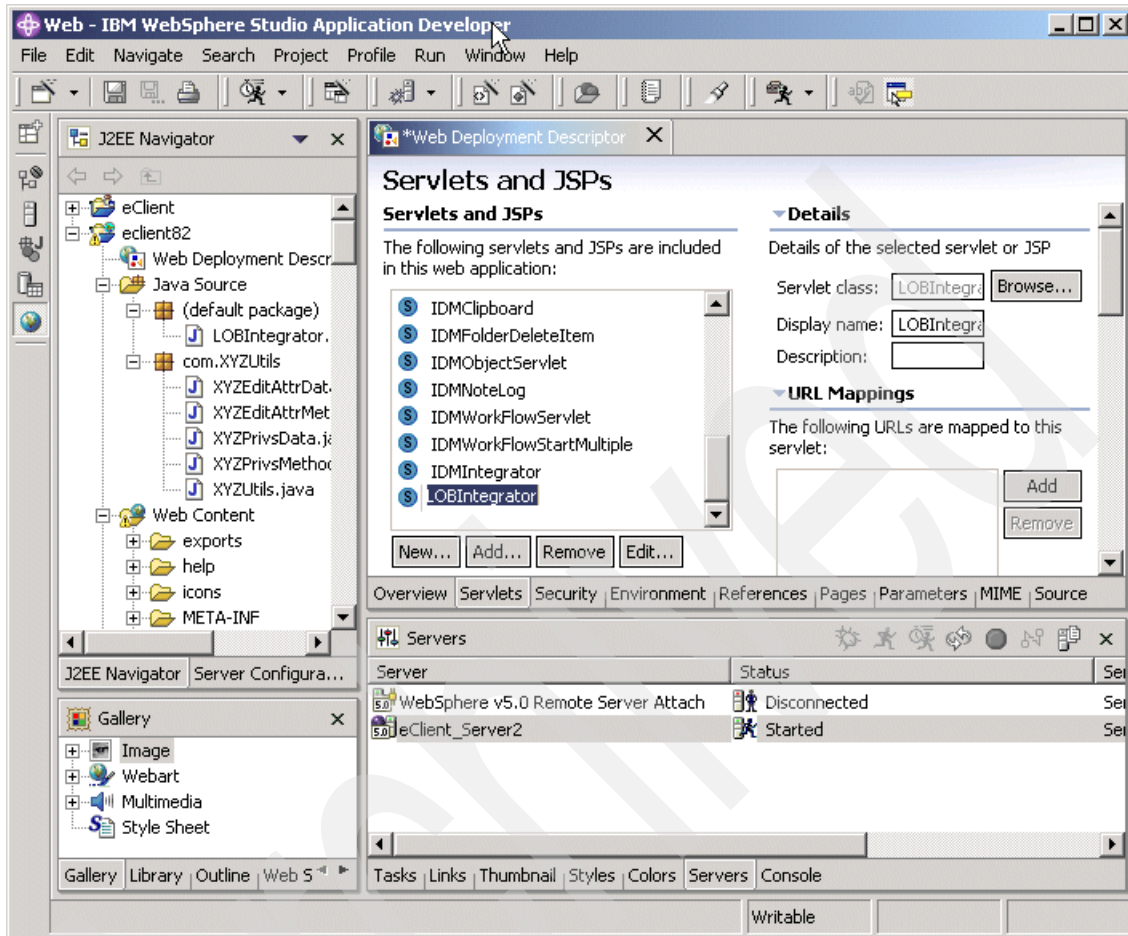 Web - IBM WebSphere Studio Application Developer
File Edit Navigate Search Project Profile Run Window Help
J2EE Navigator
eClient
eclient82
Web Deployment Descr
Java Source
(default package)
LOBIntegrator.
com.XYZUtils
XYZEditAttrDat
XYZEditAttrMet
XYZPrivsData.ja
XYZPrivsMethod
XYZUtils.java
Web Content
exports
help
icons
META-INF
J2EE Navigator Server Configura...
Gallery
Image
Webart
Multimedia
Style Sheet
Gallery Library Outline Web S
*Web Deployment Descriptor
Servlets and JSPs
Servlets and JSPs
The following servlets and JSPs are included
in this web application:
IDMClipboard
IDMFolderDeleteItem
IDMObjectServlet
IDMNoteLog
IDMWorkFlowServlet
IDMWorkFlowStartMultiple
IDMIntegrator
LOBIntegrator
New... Add... Remove Edit...
Details
Details of the selected servlet or JSP
Servlet class: LOBIntegra Browse...
Display name: LOBIntegra
Description:
URL Mappings
The following URLs are mapped to this
servlet:
Add
Remove
Overview Servlets Security Environment References Pages Parameters MIME Source
Servers
Server Status Ser
5.0 WebSphere v5.0 Remote Server Attach Disconnected Ser
5.0 eClient_Server2 Started Ser
Tasks Links Thumbnail Styles Colors Servers Console
Writable